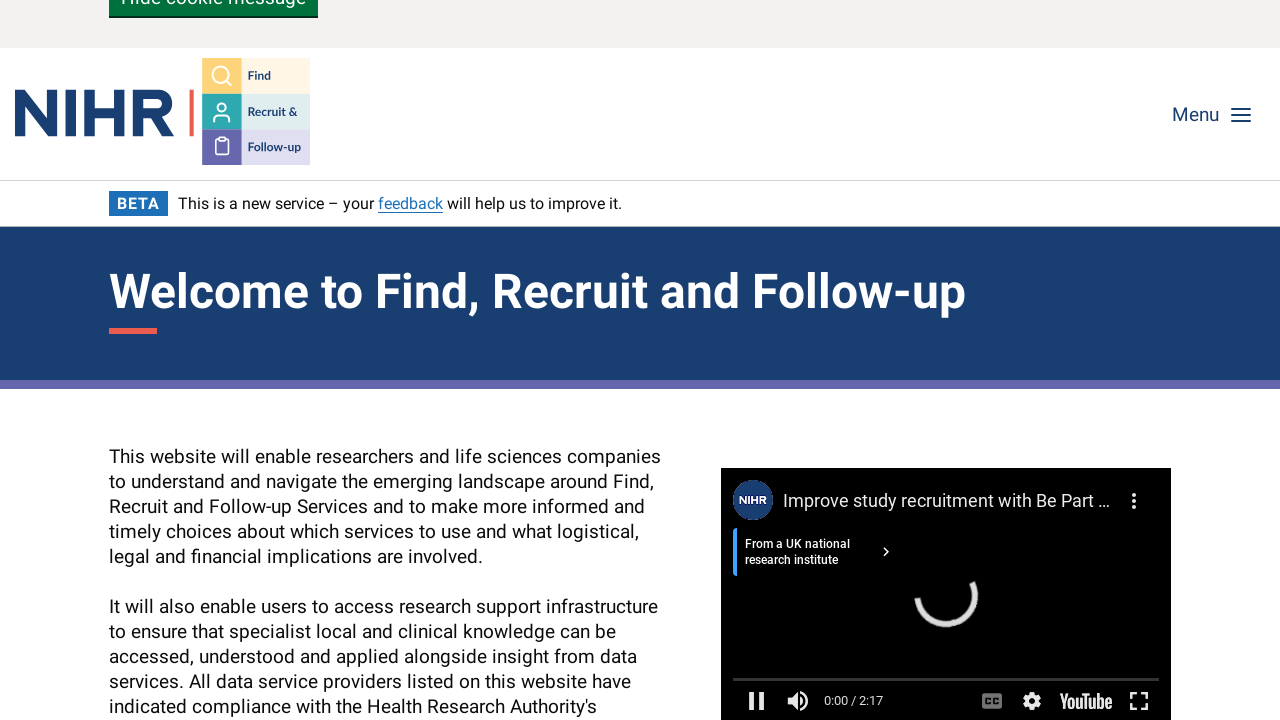 Hide cookie message
NIHR
Find
Recruit &
Follow-up
Menu
BETA This is a new service – your feedback will help us to improve it.
Welcome to Find, Recruit and Follow-up
This website will enable researchers and life sciences companies
to understand and navigate the emerging landscape around Find,
Recruit and Follow-up Services and to make more informed and
timely choices about which services to use and what logistical,
legal and financial implications are involved.
It will also enable users to access research support infrastructure
to ensure that specialist local and clinical knowledge can be
accessed, understood and applied alongside insight from data
services. All data service providers listed on this website have
indicated compliance with the Health Research Authority's
NIHR
Improve study recruitment with Be Part ...
From a UK national
research institute
0:00 / 2:17
CC
YouTube